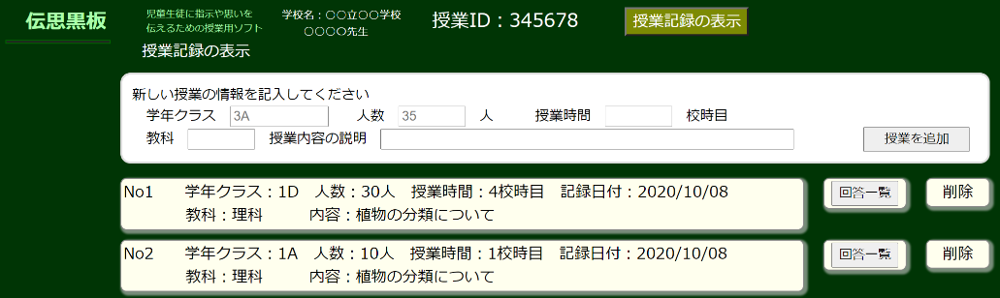 伝思黒板
児童生徒に指示や思いを
伝えるための授業用ソフト
学校名：〇〇立〇〇学校
〇〇〇〇先生
授業ID：345678
授業記録の表示
授業記録の表示
新しい授業の情報を記入してください
学年クラス 3A 人数 35 人 授業時間 校時目
教科 授業内容の説明 授業を追加
No1 学年クラス：1D 人数：30人 授業時間：4校時目 記録日付：2020/10/08 回答一覧 削除
教科：理科 内容：植物の分類について
No2 学年クラス：1A 人数：10人 授業時間：1校時目 記録日付：2020/10/08 回答一覧 削除
教科：理科 内容：植物の分類について